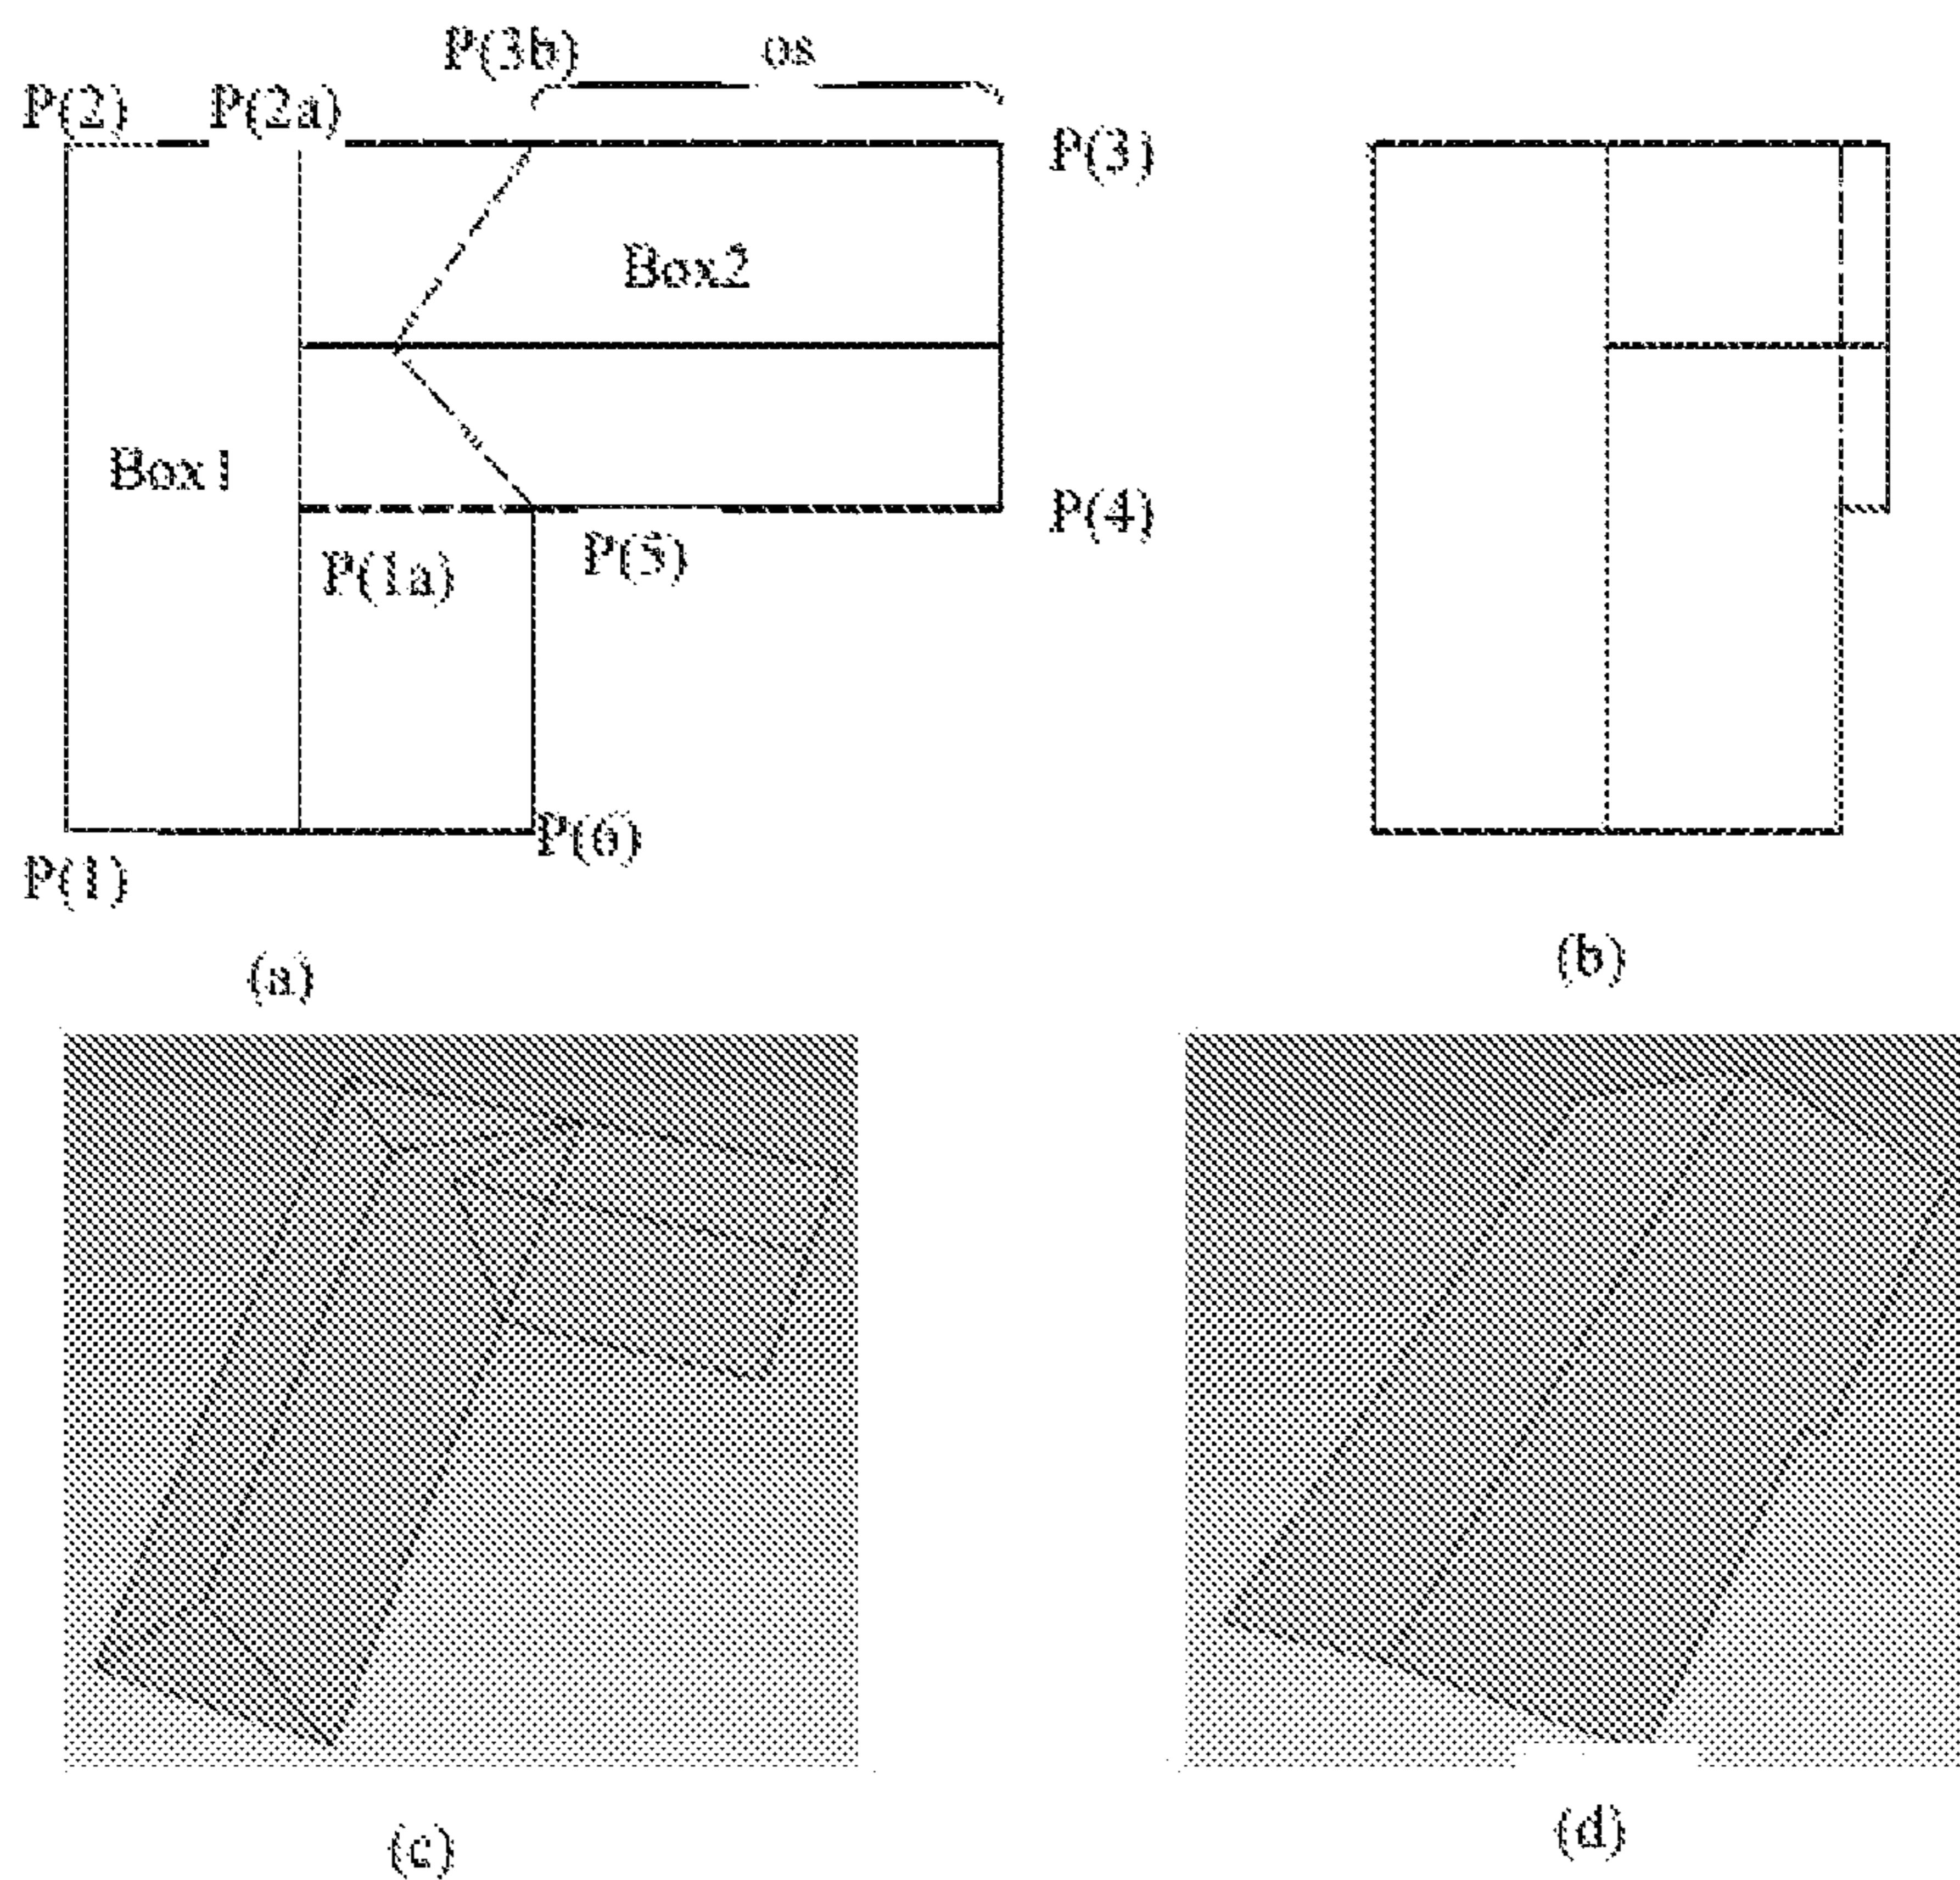 P(3b) os
P(2) P(2a)
P(3)
Box2
Box1
P(4)
P(5)
P(1a)
P(6)
P(1)
(a) (b)
(c) (d)